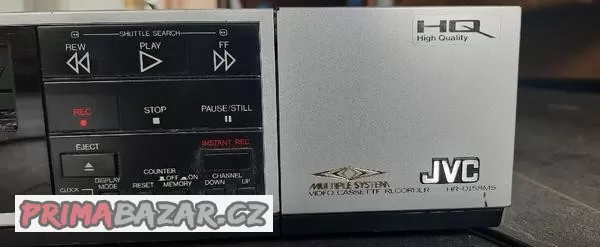 SHUTTLE SEARCH
REW PLAY FF
REC STOP PAUSE/STILL
EJECT INSTANT REC
DISPLAY MODE COUNTER CHANNEL
CLOCK RESET OFF ON MEMORY DOWN UP
HQ
High Quality
MULTIPLE SYSTEM
VIDEO CASSETTE RECORDER HR-D158MS
JVC
PRIMABAZAR.CZ